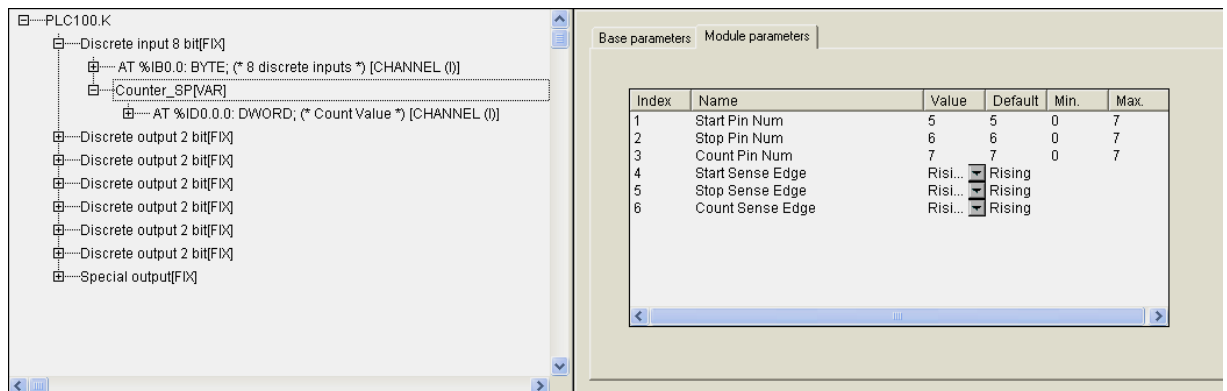 PLC100.K
Discrete input 8 bit[FIX]
AT %IB0.0: BYTE; (* 8 discrete inputs *) [CHANNEL (I)]
Counter_SP[VAR]
AT %ID0.0.0: DWORD; (* Count Value *) [CHANNEL (I)]
Discrete output 2 bit[FIX]
Discrete output 2 bit[FIX]
Discrete output 2 bit[FIX]
Discrete output 2 bit[FIX]
Discrete output 2 bit[FIX]
Discrete output 2 bit[FIX]
Special output[FIX]
Base parameters Module parameters
Index Name Value Default Min. Max.
1 Start Pin Num 5 5 0 7
2 Stop Pin Num 6 6 0 7
3 Count Pin Num 7 7 0 7
4 Start Sense Edge Risi... Rising
5 Stop Sense Edge Risi... Rising
6 Count Sense Edge Risi... Rising